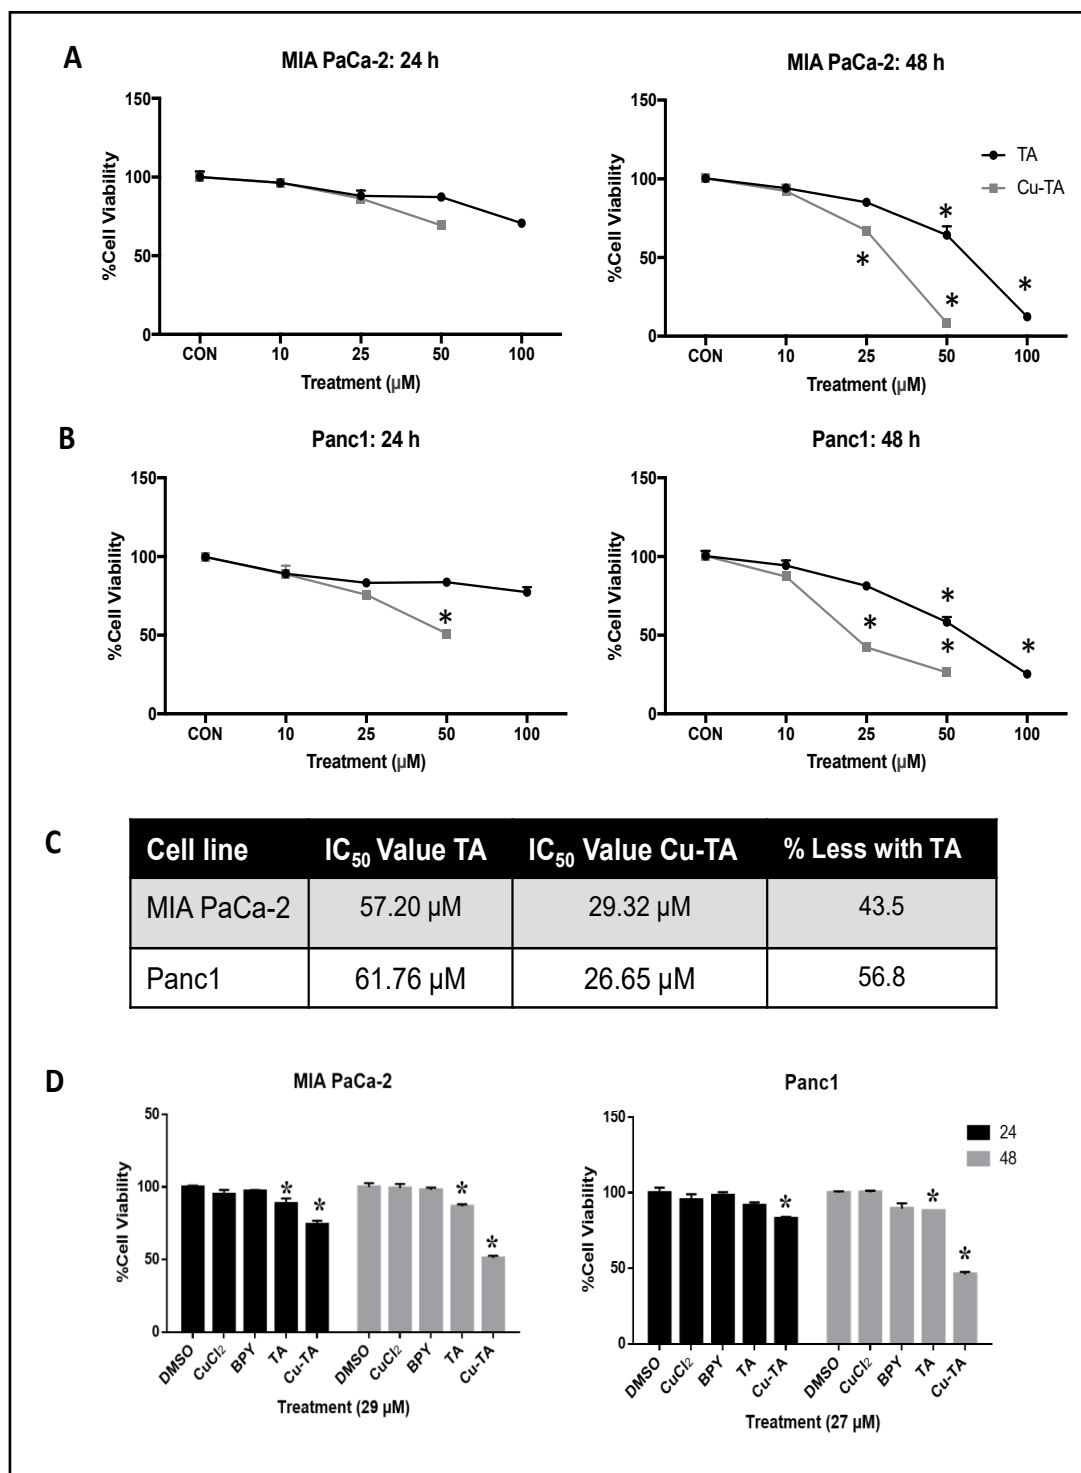 A
MIA PaCa-2: 24 h
150
100
50
0
%Cell Viability
CON 10 25 50 100
Treatment (µM)
MIA PaCa-2: 48 h
150
100
50
0
%Cell Viability
CON 10 25 50 100
Treatment (µM)
* * * *
TA
Cu-TA
B
Panc1: 24 h
150
100
50
0
%Cell Viability
*
CON 10 25 50 100
Treatment (µM)
Panc1: 48 h
150
100
50
0
%Cell Viability
* * * *
CON 10 25 50 100
Treatment (µM)
C
Cell line IC50 Value TA IC50 Value Cu-TA % Less with TA
MIA PaCa-2 57.20 µM 29.32 µM 43.5
Panc1 61.76 µM 26.65 µM 56.8
D
MIA PaCa-2
50
100
50
0
%Cell Viability
* * * *
DMSO CuCl2 BPY TA Cu-TA DMSO CuCl2 BPY TA Cu-TA
Treatment (29 µM)
Panc1
150
100
50
0
%Cell Viability
* * *
24
48
DMSO CuCl2 BPY TA Cu-TA DMSO CuCl2 BPY TA Cu-TA
Treatment (27 µM)